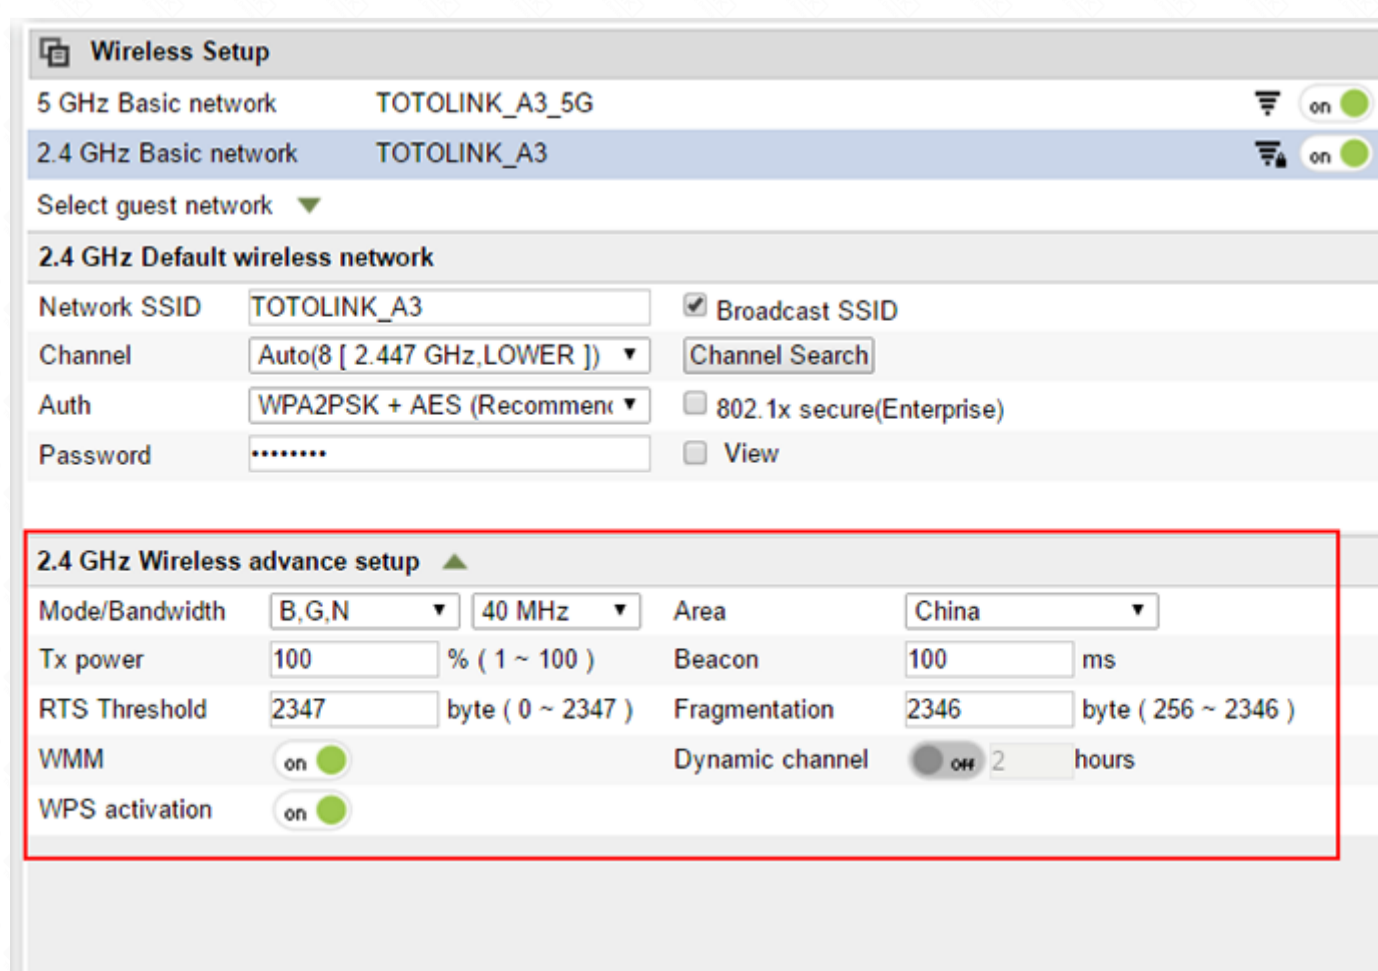 Wireless Setup
5 GHz Basic network TOTOLINK_A3_5G on
2.4 GHz Basic network TOTOLINK_A3 on
Select guest network
2.4 GHz Default wireless network
Network SSID TOTOLINK_A3 Broadcast SSID
Channel Auto(8 [ 2.447 GHz,LOWER ]) Channel Search
Auth WPA2PSK + AES (Recommen 802.1x secure(Enterprise)
Password •••••••• View
2.4 GHz Wireless advance setup
Mode/Bandwidth B,G,N 40 MHz Area China
Tx power 100 % ( 1 ~ 100 ) Beacon 100 ms
RTS Threshold 2347 byte ( 0 ~ 2347 ) Fragmentation 2346 byte ( 256 ~ 2346 )
WMM on Dynamic channel Off 2 hours
WPS activation on